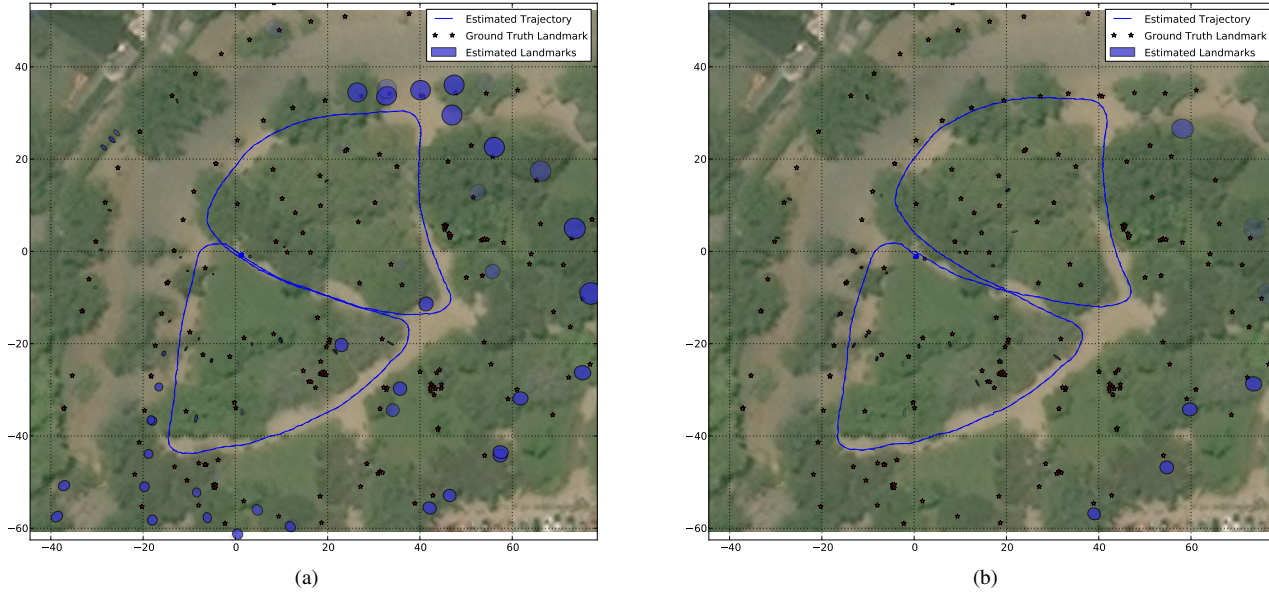 Estimated Trajectory
Ground Truth Landmark
Estimated Landmarks
40
20
0
−20
−40
−60
−40 −20 0 20 40 60
(a)
Estimated Trajectory
Ground Truth Landmark
Estimated Landmarks
40
20
0
−20
−40
−60
−40 −20 0 20 40 60
(b)